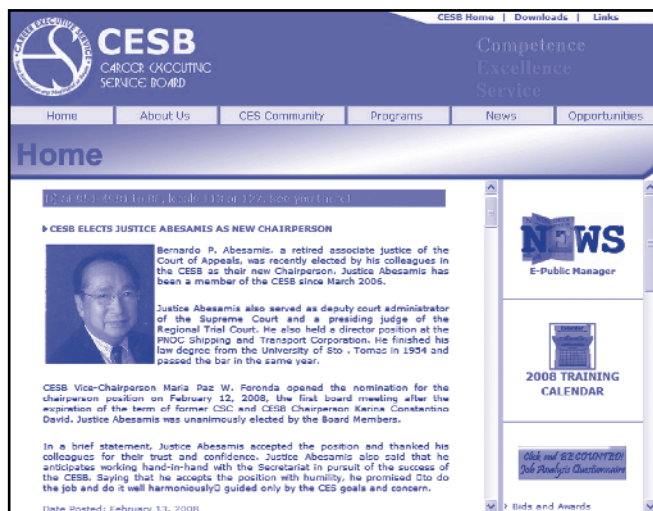 CESB Home | Downloads | Links
CESB
CAREER EXECUTIVE
SERVICE BOARD
Competence
Excellence
Service
Home
About Us
CES Community
Programs
News
Opportunities
Home
CESB ELECTS JUSTICE ABESAMIS AS NEW CHAIRPERSON
Bernardo P. Abesamis, a retired associate justice of the
Court of Appeals, was recently elected by his colleagues in
the CESB as their new Chairperson. Justice Abesamis has
been a member of the CESB since March 2006.
Justice Abesamis also served as deputy court administrator
of the Supreme Court and a presiding judge of the
Regional Trial Court. He also held a director position at the
PNOC Shipping and Transport Corporation. He finished his
law degree from the University of Sto . Tomas in 1954 and
passed the bar in the same year.
CESB Vice-Chairperson Maria Paz W. Foronda opened the nomination for the
chairperson position on February 12, 2008, the first board meeting after the
expiration of the term of former CSC and CESB Chairperson Karina Constantino
David. Justice Abesamis was unanimously elected by the Board Members.
In a brief statement, Justice Abesamis accepted the position and thanked his
colleagues for their trust and confidence. Justice Abesamis also said that he
anticipates working hand-in-hand with the Secretariat in pursuit of the success of
the CESB. Saying that he accepts the position with humility, he promised □to do
the job and do it well harmoniously□ guided only by the CES goals and concern.
Date Posted: February 13, 2008
NEWS
E-Public Manager
2008 TRAINING
CALENDAR
Click and BE COUNTED!
Job Analysis Questionnaire
Bids and Awards